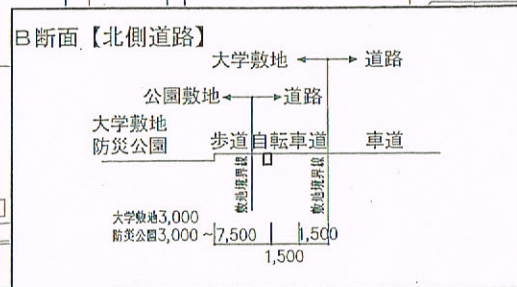 B断面【北側道路】
大学敷地 道路
公園敷地 道路
大学敷地
防災公園
歩道 自転車道 車道
敷地境界線 敷地境界線
大学敷地3,000
防災公園3,000 ~ 7,500 1,500
1,500